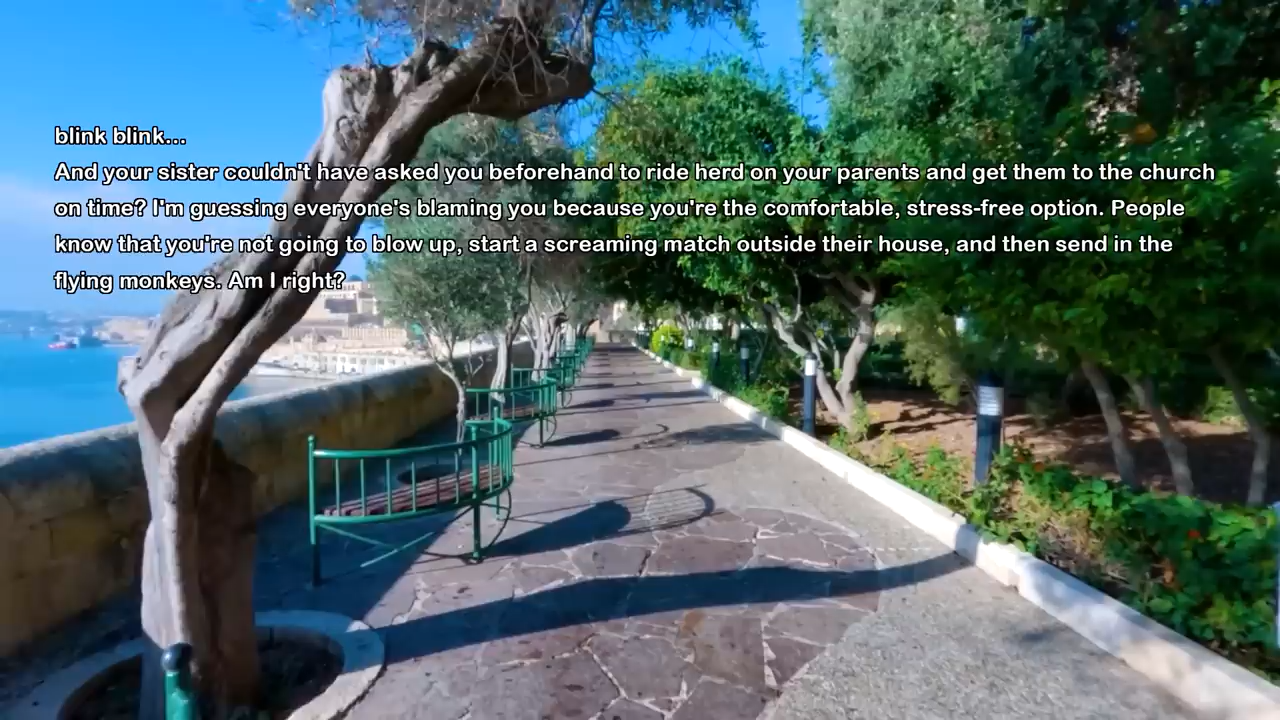 blink blink...
And your sister couldn't have asked you beforehand to ride herd on your parents and get them to the church
on time? I'm guessing everyone's blaming you because you're the comfortable, stress-free option. People
know that you're not going to blow up, start a screaming match outside their house, and then send in the
flying monkeys. Am I right?